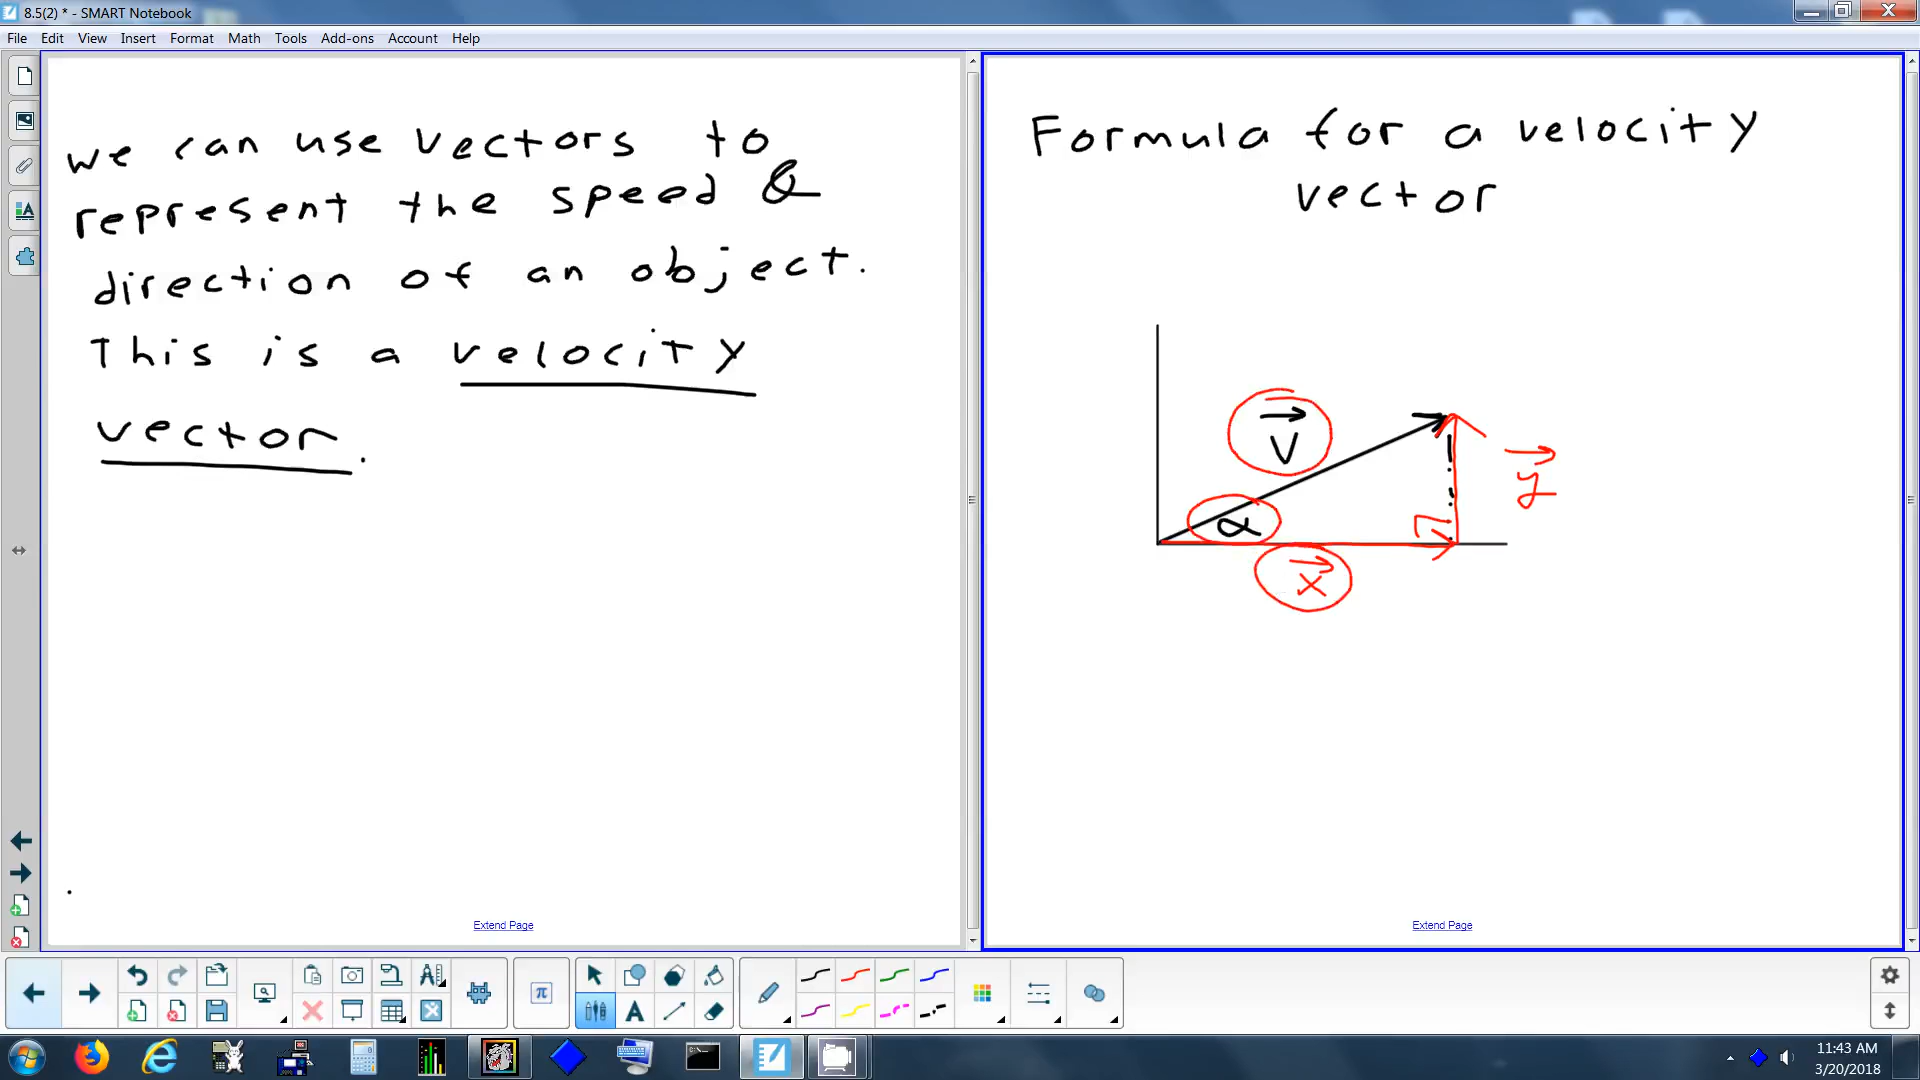 8.5(2) * - SMART Notebook
File Edit View Insert Format Math Tools Add-ons Account Help
we can use vectors to
represent the speed &
direction of an object.
This is a velocity
vector.
Extend Page
Formula for a velocity
vector
V
α
x
y
Extend Page
π
A
11:43 AM
3/20/2018